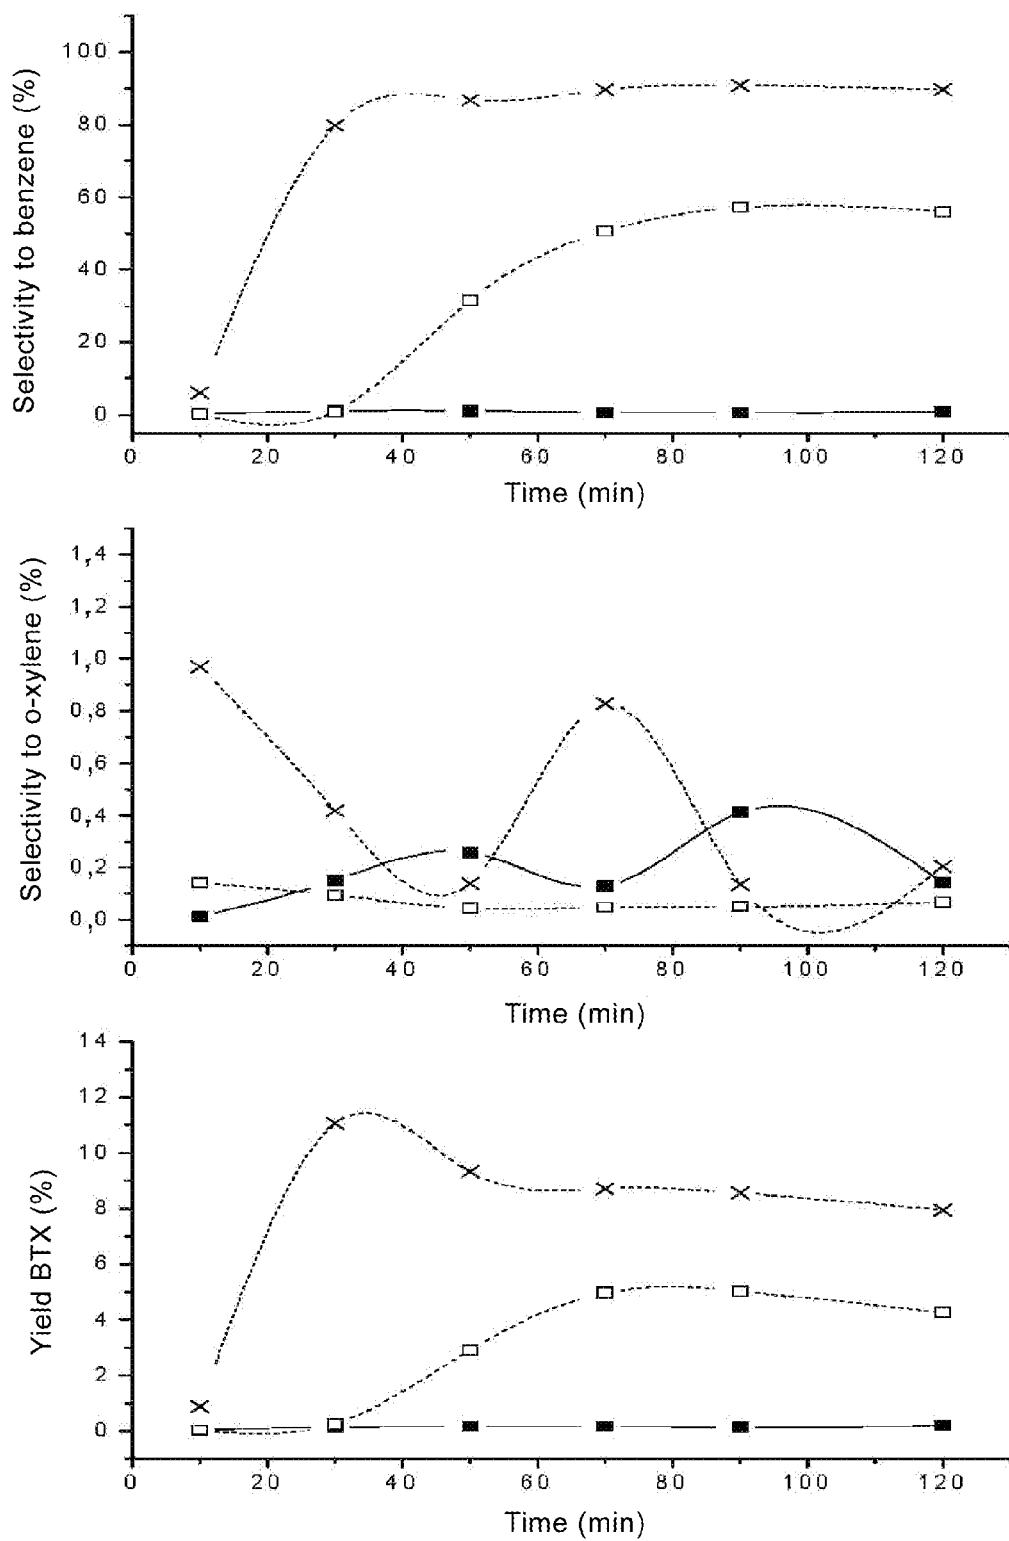 Selectivity to benzene (%)
100
80
60
40
20
0
0 20 40 60 80 100 120
Time (min)
Selectivity to o-xylene (%)
1,4
1,2
1,0
0,8
0,6
0,4
0,2
0,0
0 20 40 60 80 100 120
Time (min)
Yield BTX (%)
14
12
10
8
6
4
2
0
0 20 40 60 80 100 120
Time (min)